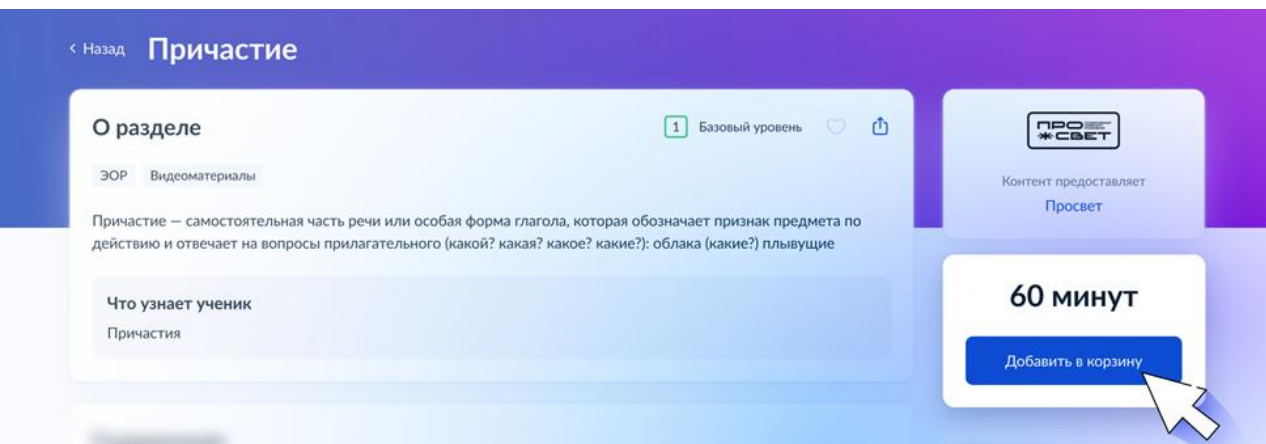 ‹ Назад Причастие
О разделе
1 Базовый уровень
ЭОР Видеоматериалы
Причастие — самостоятельная часть речи или особая форма глагола, которая обозначает признак предмета по
действию и отвечает на вопросы прилагательного (какой? какая? какое? какие?): облака (какие?) плывущие
Что узнает ученик
Причастия
ПРО
СВЕТ
Контент предоставляет
Просвет
60 минут
Добавить в корзину